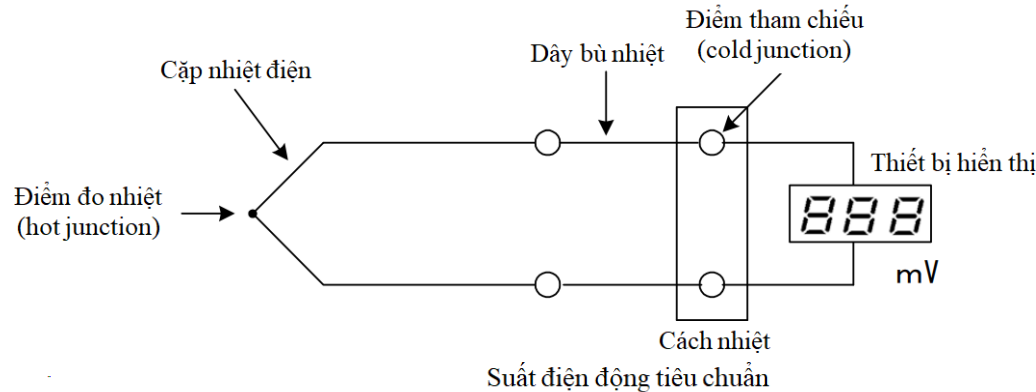 Điểm tham chiếu
(cold junction)
Dây bù nhiệt
Cặp nhiệt điện
Thiết bị hiển thị
Điểm đo nhiệt
(hot junction)
888
mV
Cách nhiệt
Suất điện động tiêu chuẩn